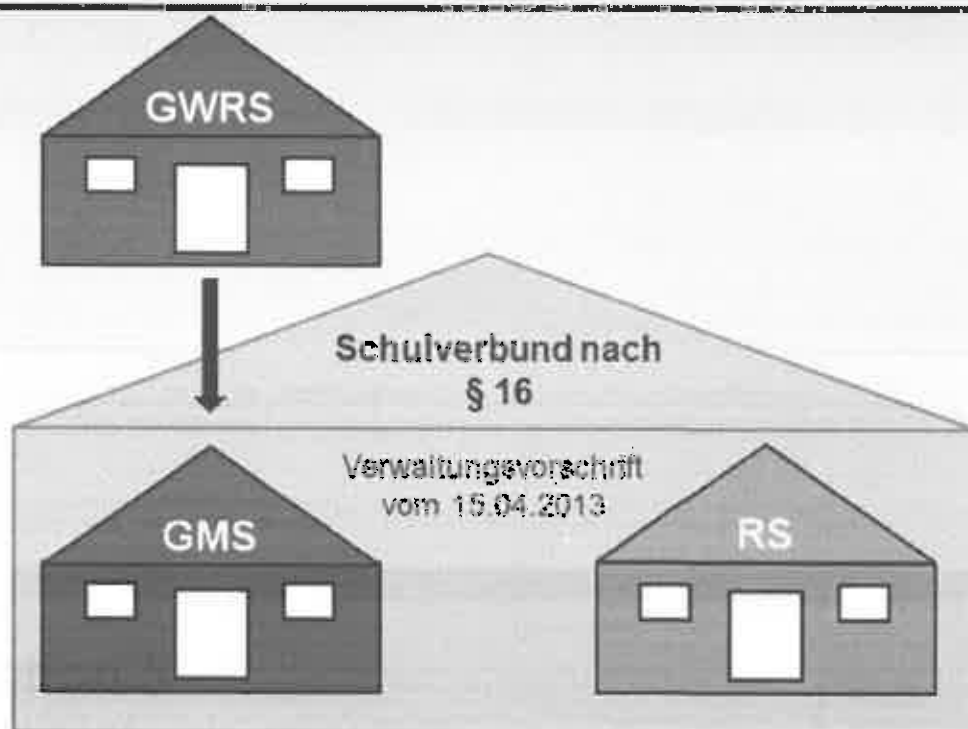 GWRS
Schulverbund nach
§ 16
Verwaltungsvorschrift
vom 15.04.2013
GMS
RS